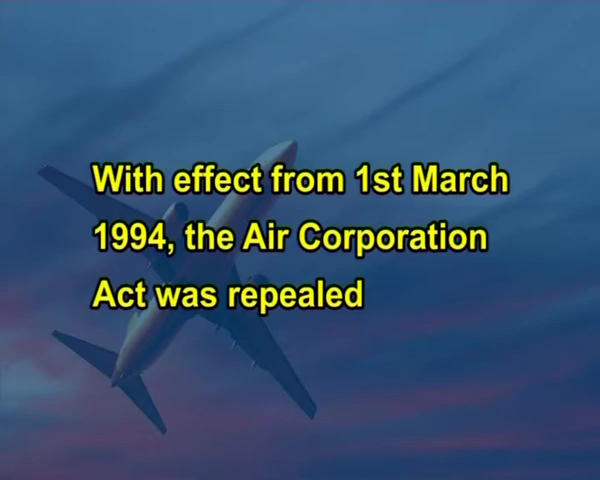 With effect from 1st March
1994, the Air Corporation
Act was repealed